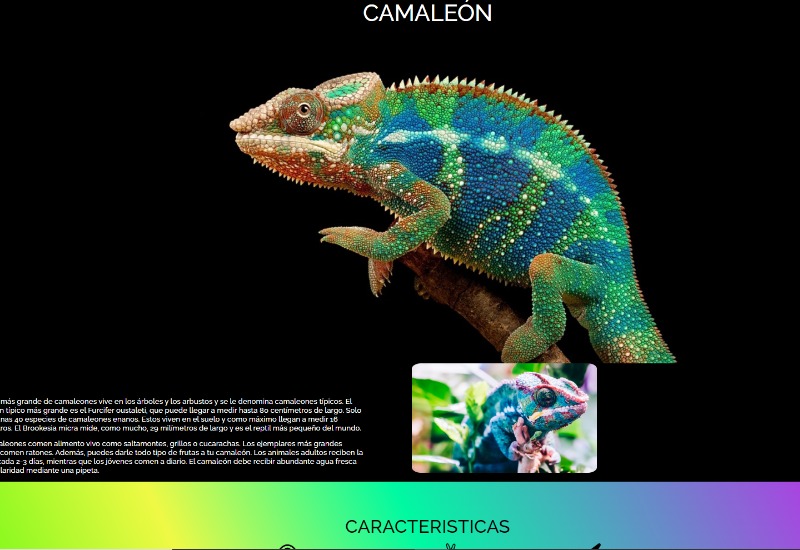 CAMALEÓN
más grande de camaleones vive en los árboles y los arbustos y se le denomina camaleones típicos. El
típico más grande es el Furcifer oustaleti, que puede llegar a medir hasta 80 centímetros de largo. Solo
40 especies de camaleones enanos. Estos viven en el suelo y como máximo llegan a medir 16
El Brookesia micra mide, como mucho, 29 milímetros de largo y es el reptil más pequeño del mundo.
comen alimento vivo como saltamontes, grillos o cucarachas. Los ejemplares más grandes
comen ratones. Además, puedes darle todo tipo de frutas a tu camaleón. Los animales adultos reciben la
cada 2-3 días, mientras que los jóvenes comen a diario. El camaleón debe recibir abundante agua fresca
mediante una pipeta.
CARACTERISTICAS